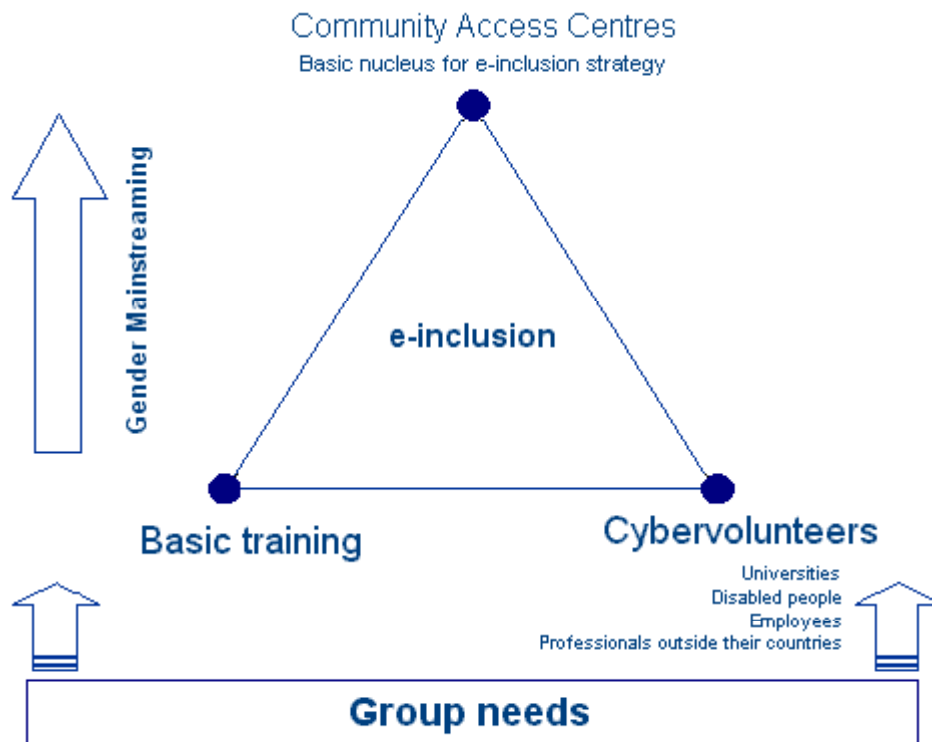 Community Access Centres
Basic nucleus for e-inclusion strategy
Gender Mainstreaming
e-inclusion
Basic training
Cybervolunteers
Universities
Disabled people
Employees
Professionals outside their countries
Group needs